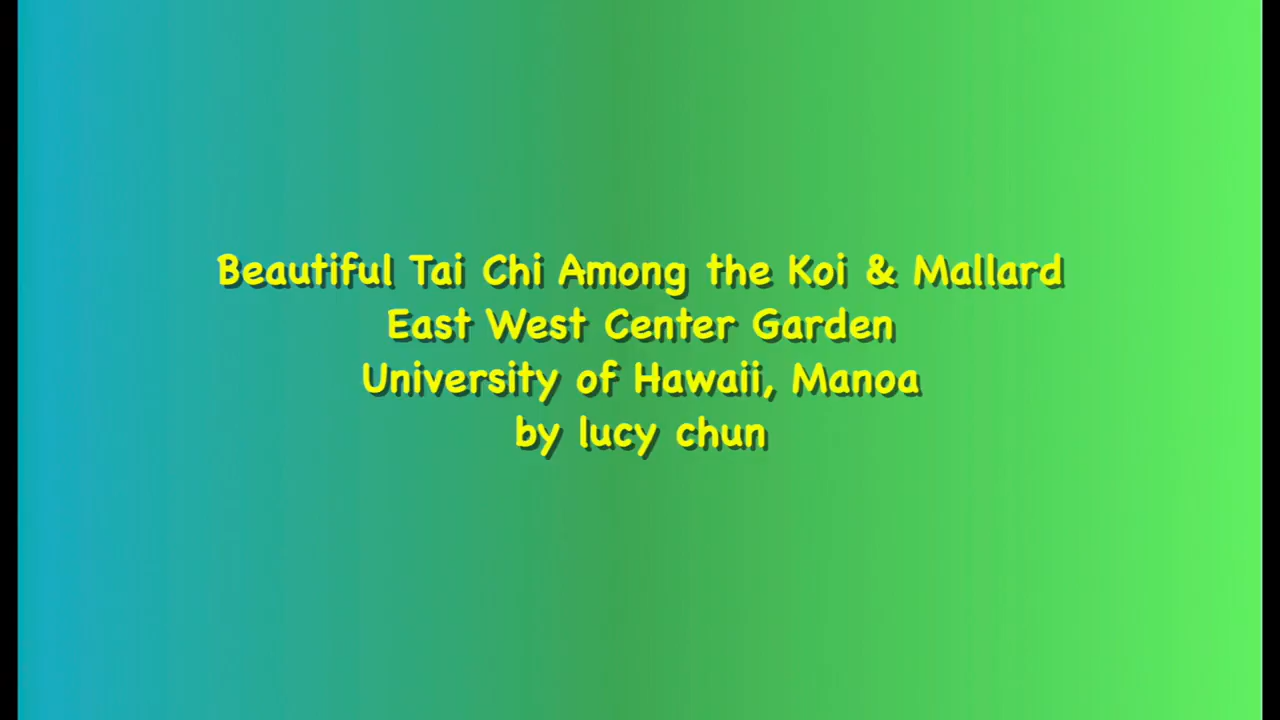 Beautiful Tai Chi Among the Koi & Mallard
East West Center Garden
University of Hawaii, Manoa
by lucy chun